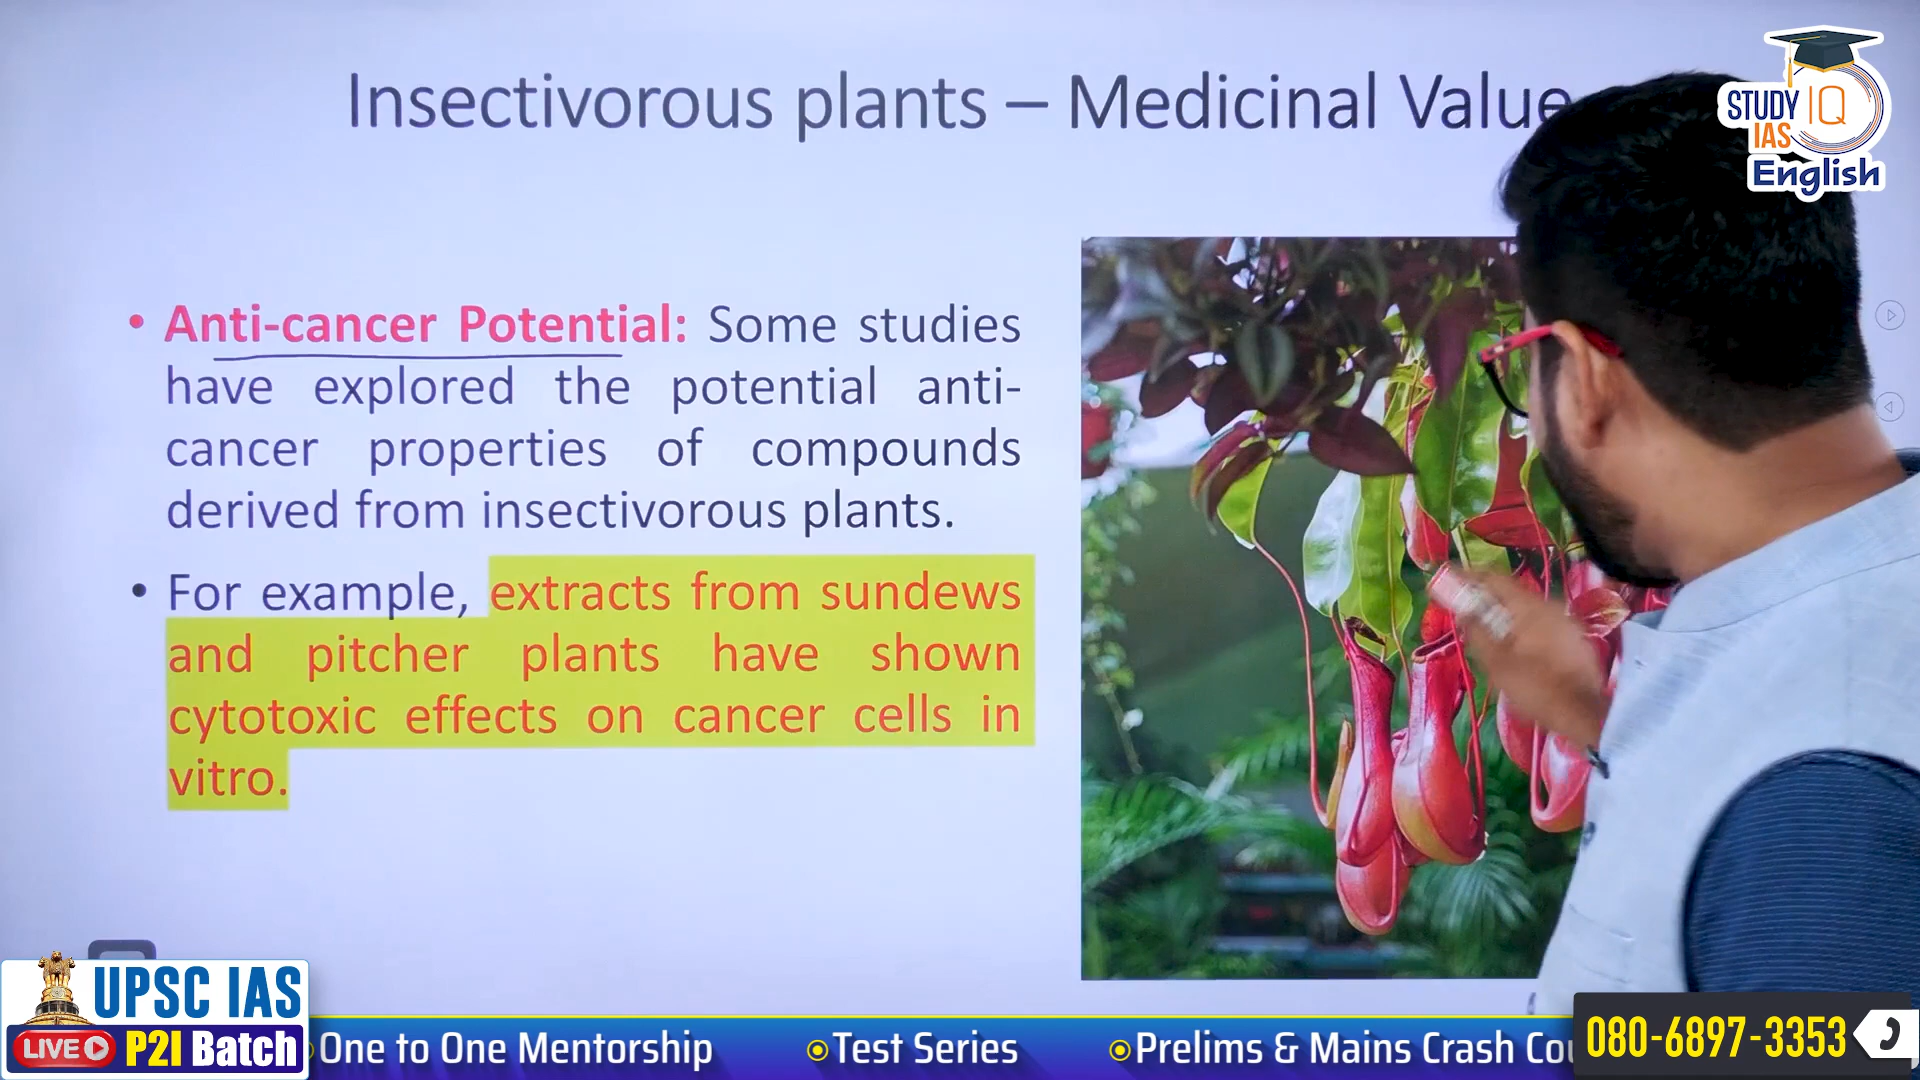 Insectivorous plants – Medicinal Value
STUDY IQ
IAS
English
• Anti-cancer Potential: Some studies
have explored the potential anti-
cancer properties of compounds
derived from insectivorous plants.
• For example, extracts from sundews
and pitcher plants have shown
cytotoxic effects on cancer cells in
vitro.
UPSC IAS
LIVE P2I Batch
One to One Mentorship
Test Series
Prelims & Mains Crash
080-6897-3353